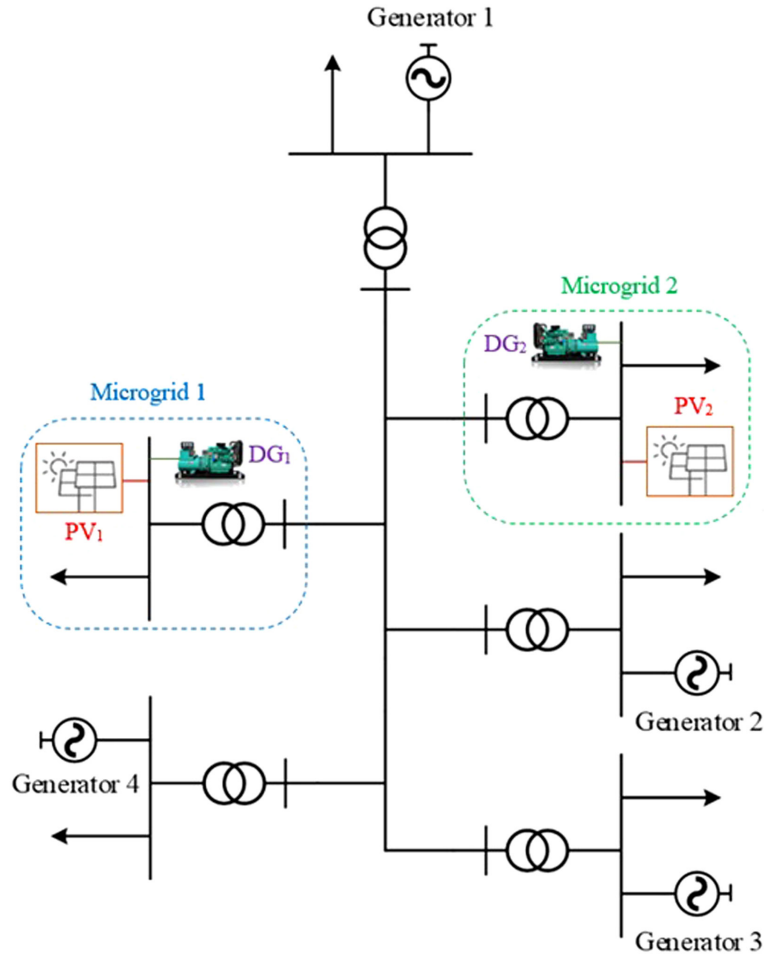 Generator 1
Microgrid 2
DG₂
PV₂
Microgrid 1
DG₁
PV₁
Generator 2
Generator 4
Generator 3